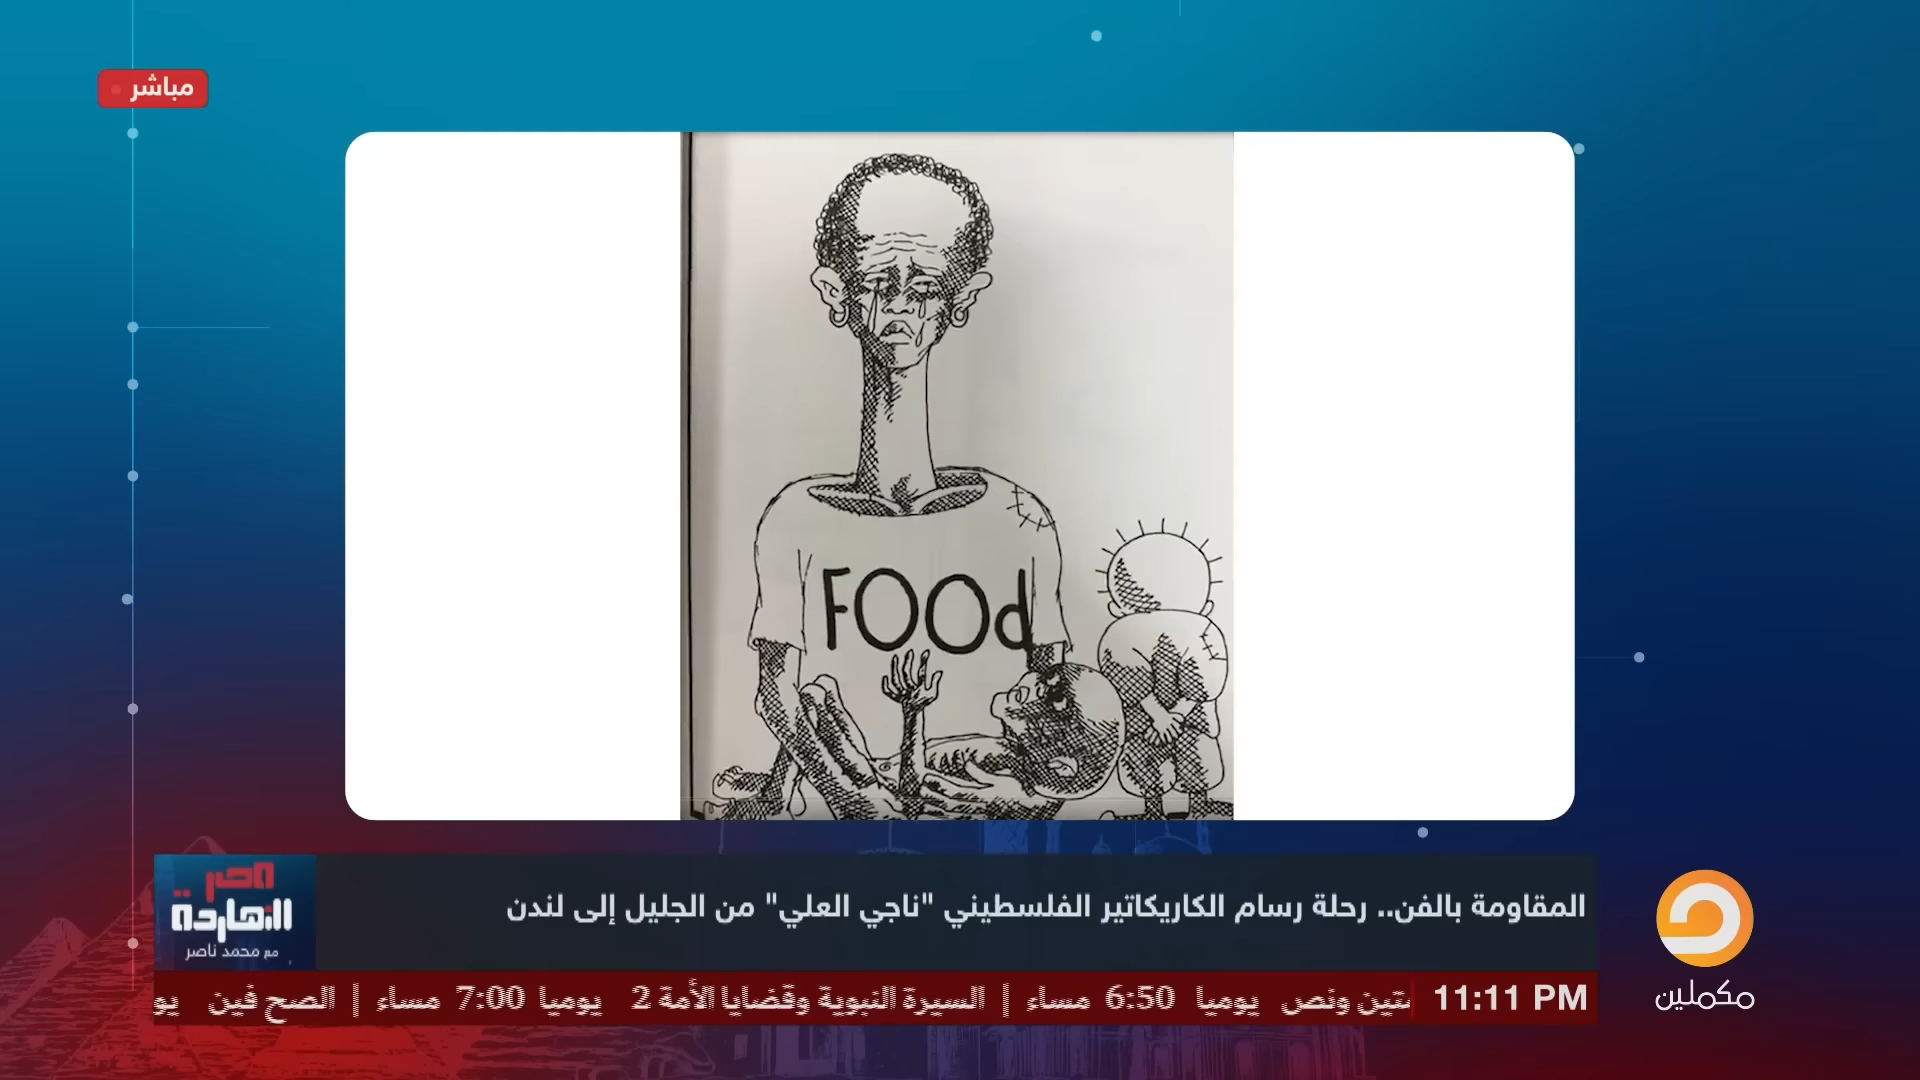 مباشر
FOOd
المقاومة بالفن.. رحلة رسام الكاريكاتير الفلسطيني "ناجي العلي" من الجليل إلى لندن
مصر
النهاردة
مع محمد ناصر
11:11 PM
ونص يوميا 6:50 مساء | السيرة النبوية وقضايا الأمة 2 يوميا 7:00 مساء | الصح فين
مكملين